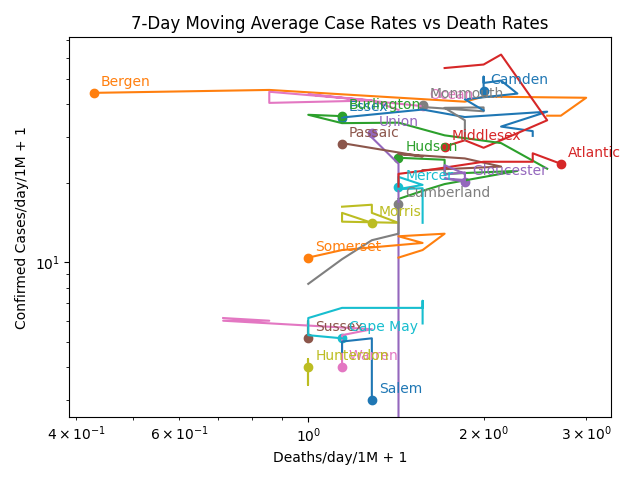 7-Day Moving Average Case Rates vs Death Rates
Bergen
Camden
Monmouth
Ocean
Burlington
Essex
Union
Passaic
Middlesex
Hudson
Atlantic
Mercer
Gloucester
Cumberland
Morris
Somerset
Sussex
Cape May
Hunterdon
Warren
Salem
10¹
Confirmed Cases/day/1M + 1
4 × 10⁻¹
6 × 10⁻¹
10⁰
2 × 10⁰
3 × 10⁰
Deaths/day/1M + 1